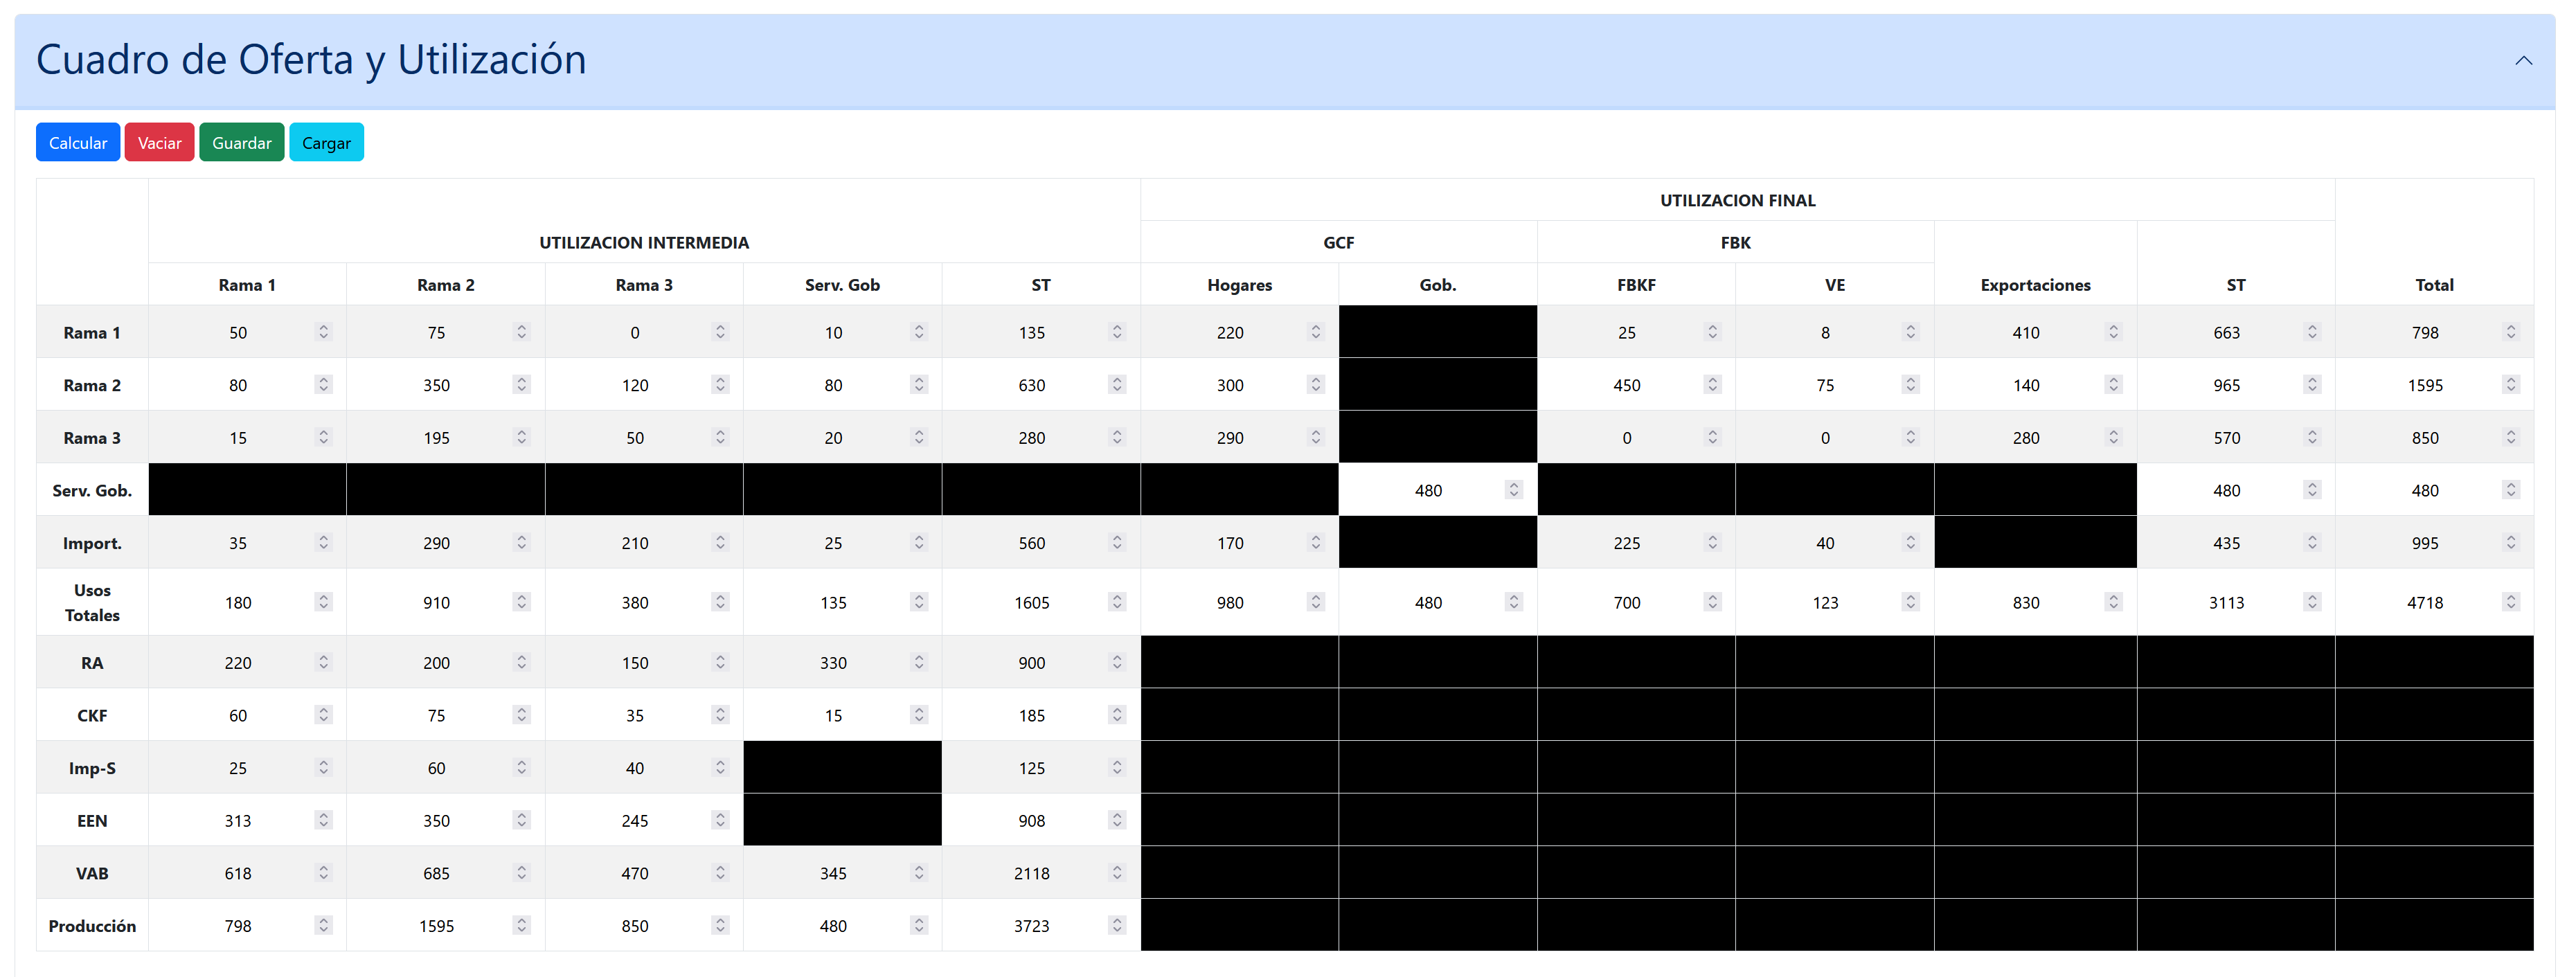 Cuadro de Oferta y Utilización
Calcular Vaciar Guardar Cargar
UTILIZACION FINAL
UTILIZACION INTERMEDIA GCF FBK
Rama 1 Rama 2 Rama 3 Serv. Gob ST Hogares Gob. FBKF VE Exportaciones ST Total
Rama 1 50 75 0 10 135 220 25 8 410 663 798
Rama 2 80 350 120 80 630 300 450 75 140 965 1595
Rama 3 15 195 50 20 280 290 0 0 280 570 850
Serv. Gob. 480 480 480
Import. 35 290 210 25 560 170 225 40 435 995
Usos
Totales 180 910 380 135 1605 980 480 700 123 830 3113 4718
RA 220 200 150 330 900
CKF 60 75 35 15 185
Imp-S 25 60 40 125
EEN 313 350 245 908
VAB 618 685 470 345 2118
Producción 798 1595 850 480 3723